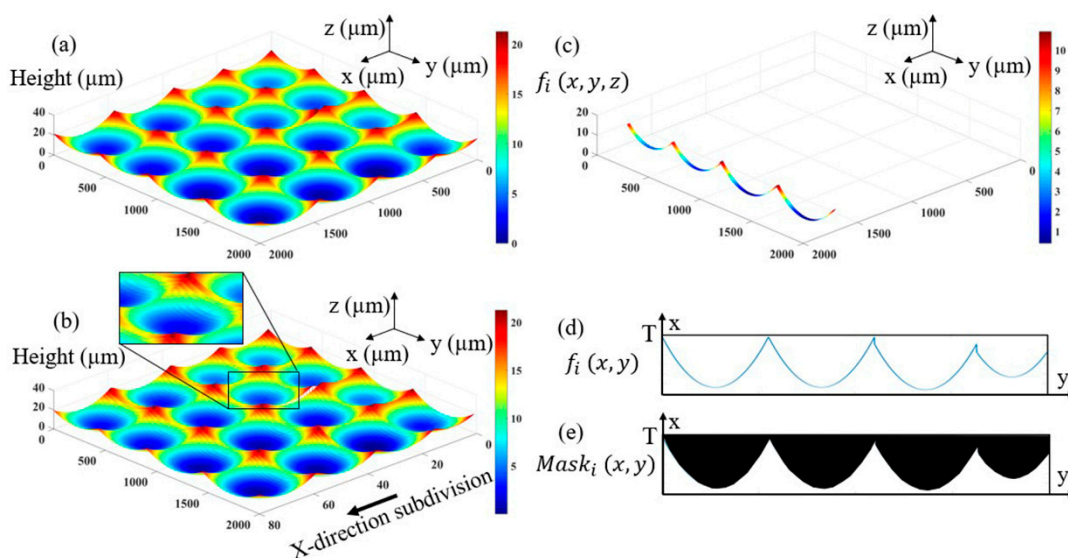 (a)
z (μm)
Height (μm)
x (μm)
y (μm)
40
20
0
0
500
1000
1500
2000
2000
1500
1000
500
0
20
15
10
5
0
(c)
z (μm)
f_i (x, y, z)
x (μm)
y (μm)
20
10
0
0
500
1000
1500
2000
2000
1500
1000
500
0
10
9
8
7
6
5
4
3
2
1
(b)
z (μm)
Height (μm)
x (μm)
y (μm)
40
20
0
0
500
1000
1500
2000
80
60
40
20
0
X-direction subdivision
20
15
10
5
(d)
T
x
f_i (x, y)
y
(e)
T
x
Mask_i (x, y)
y